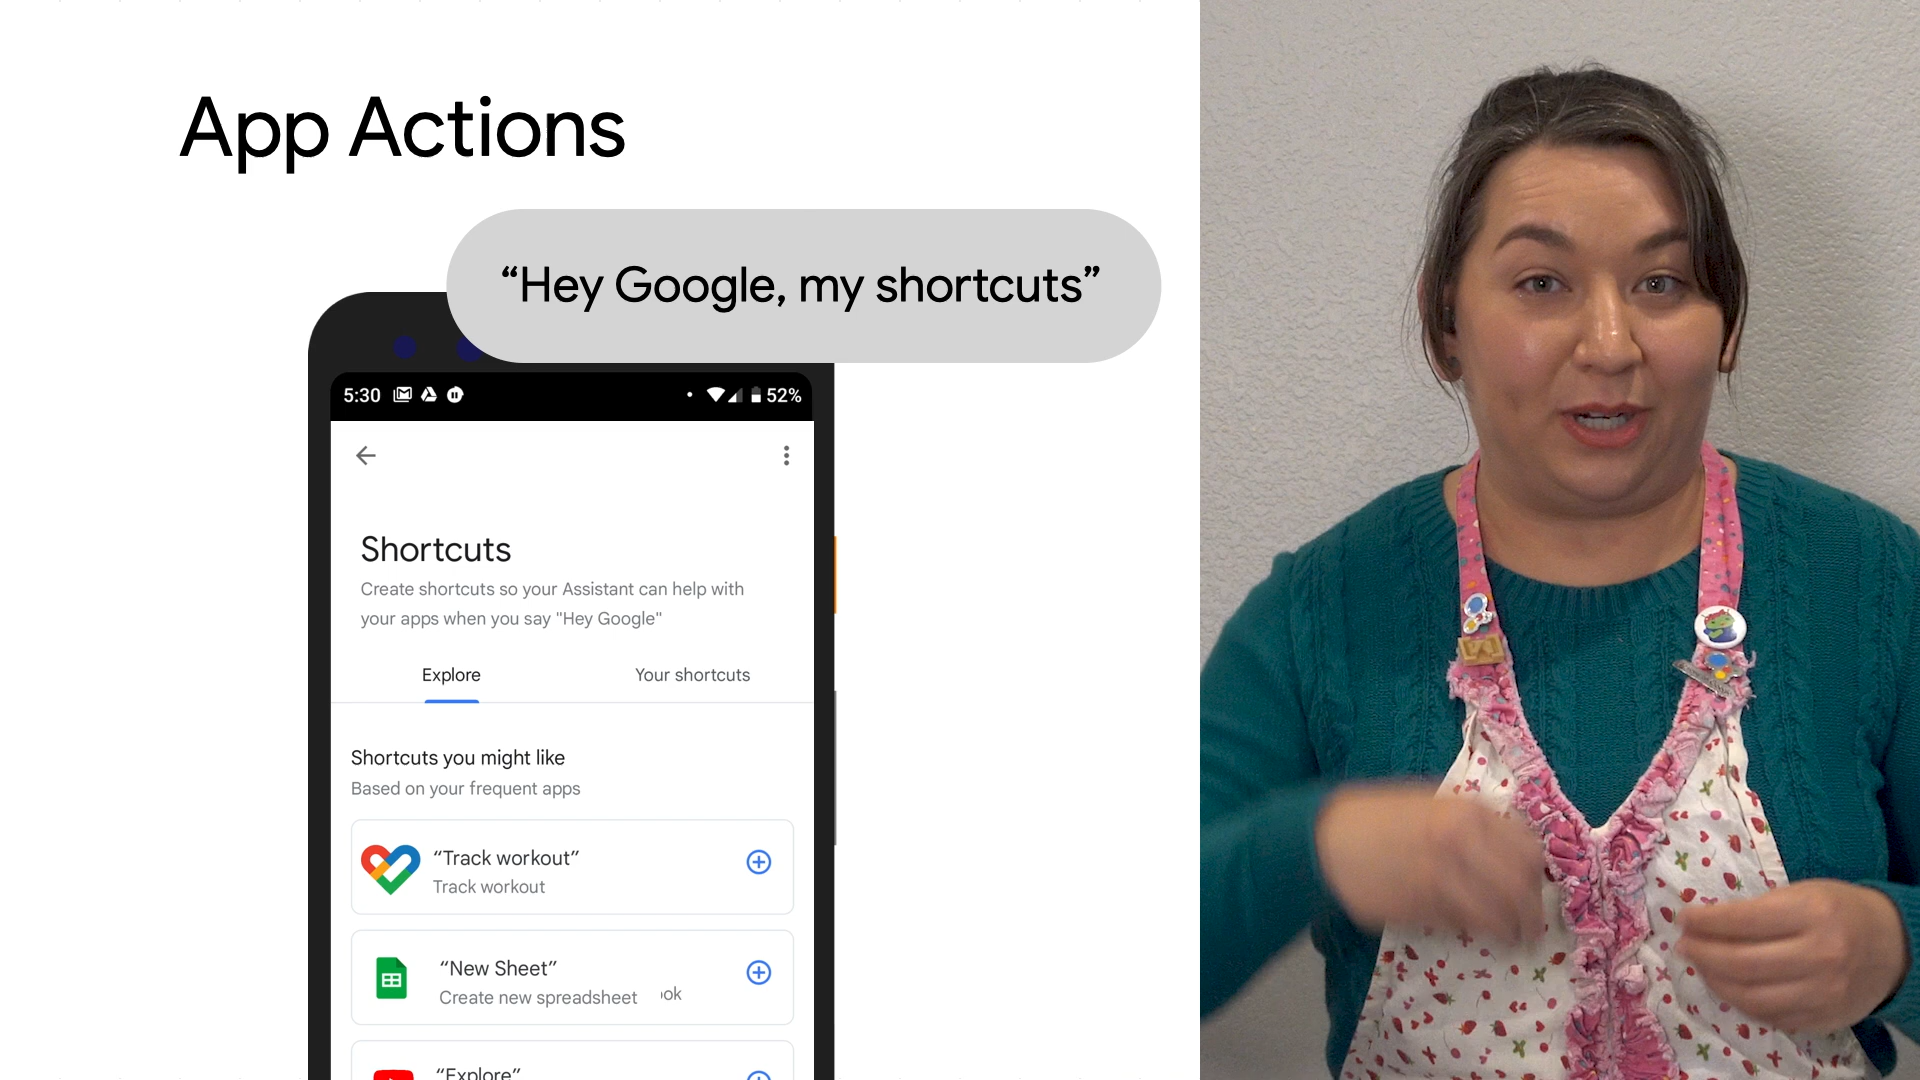 App Actions
“Hey Google, my shortcuts”
5:30
52%
Shortcuts
Create shortcuts so your Assistant can help with
your apps when you say "Hey Google"
Explore
Your shortcuts
Shortcuts you might like
Based on your frequent apps
“Track workout”
Track workout
“New Sheet”
Create new spreadsheet
“Explore”